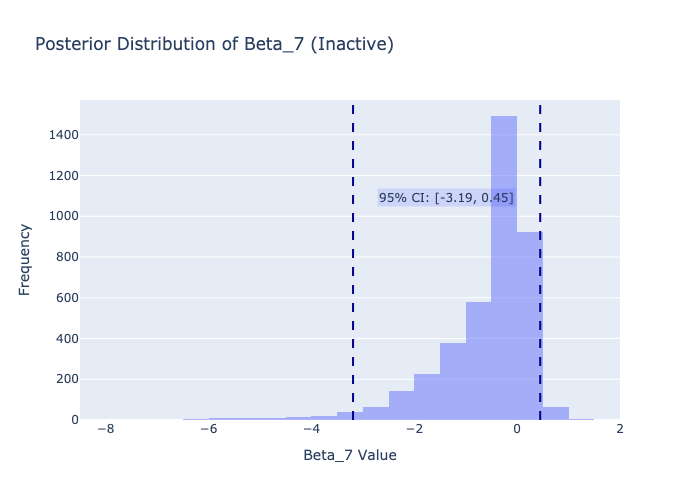 Posterior Distribution of Beta_7 (Inactive)
1400
1200
95% CI: [-3.19, 0.45]
1000
Frequency
800
600
400
200
0
−8 −6 −4 −2 0 2
Beta_7 Value